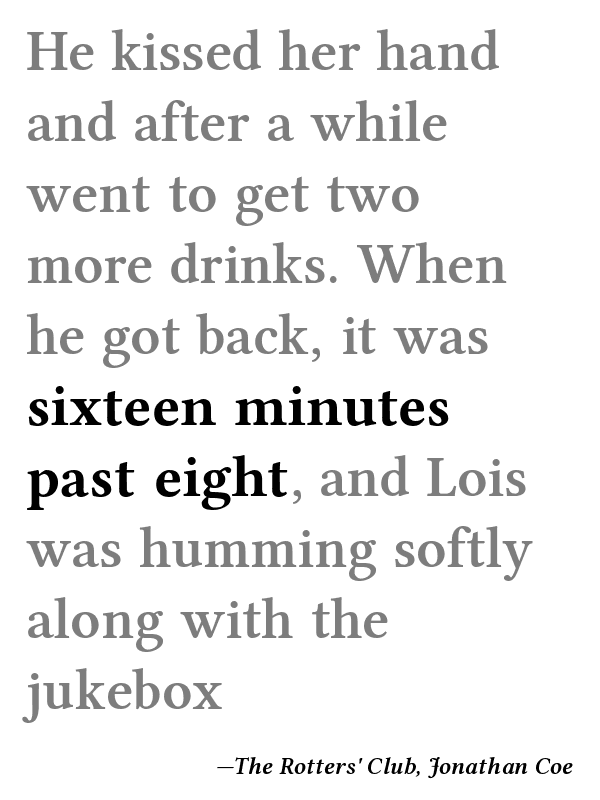 He kissed her hand
and after a while
went to get two
more drinks. When
he got back, it was
sixteen minutes
past eight, and Lois
was humming softly
along with the
jukebox
—The Rotters' Club, Jonathan Coe